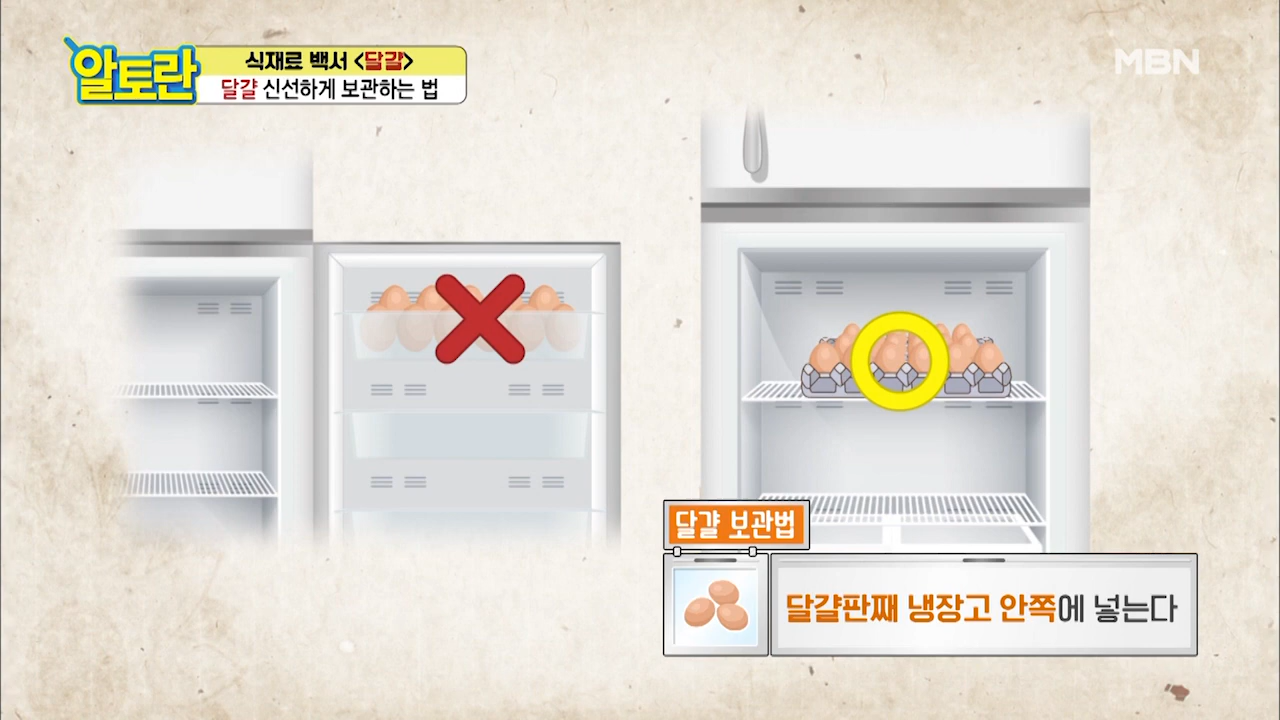 알토란
식재료 백서 <달걀>
달걀 신선하게 보관하는 법
MBN
달걀 보관법
달걀판째 냉장고 안쪽에 넣는다